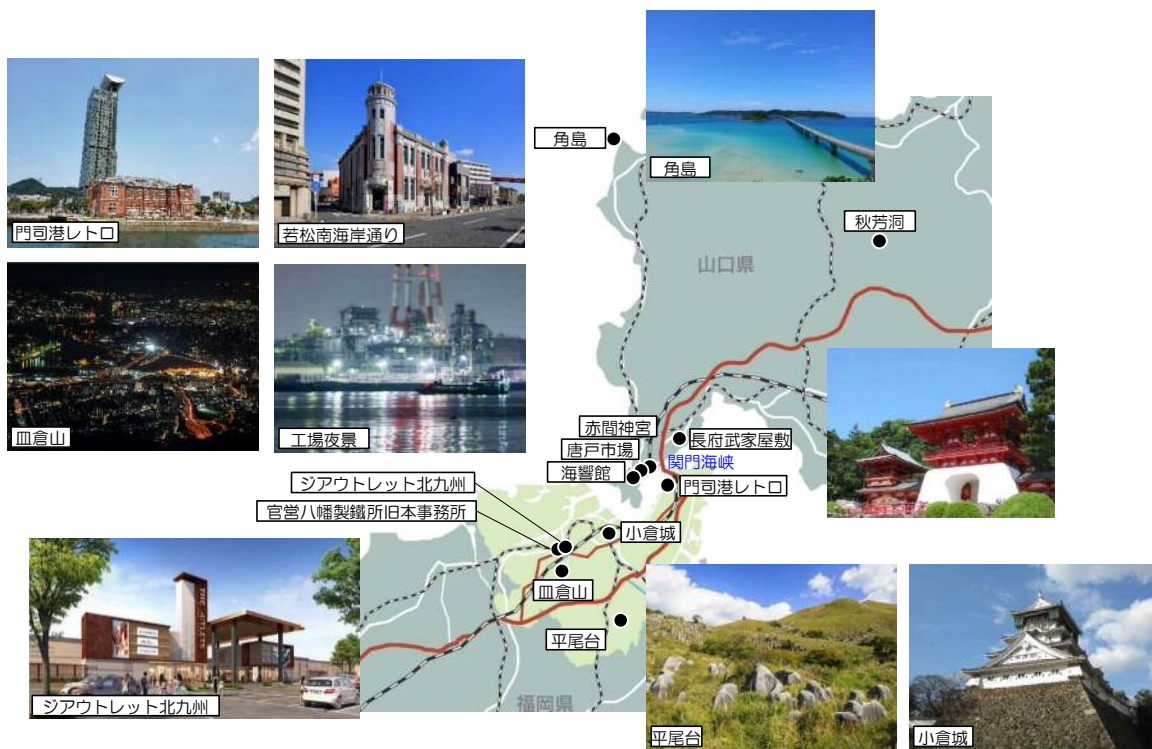 角島
角島
門司港レトロ
若松南海岸通り
秋芳洞
山口県
皿倉山
工場夜景
赤間神宮
長府武家屋敷
唐戸市場
関門海峡
海響館
門司港レトロ
ジアウトレット北九州
官営八幡製鐵所旧本事務所
小倉城
皿倉山
平尾台
THE OUTLETS
ジアウトレット北九州
福岡県
平尾台
小倉城